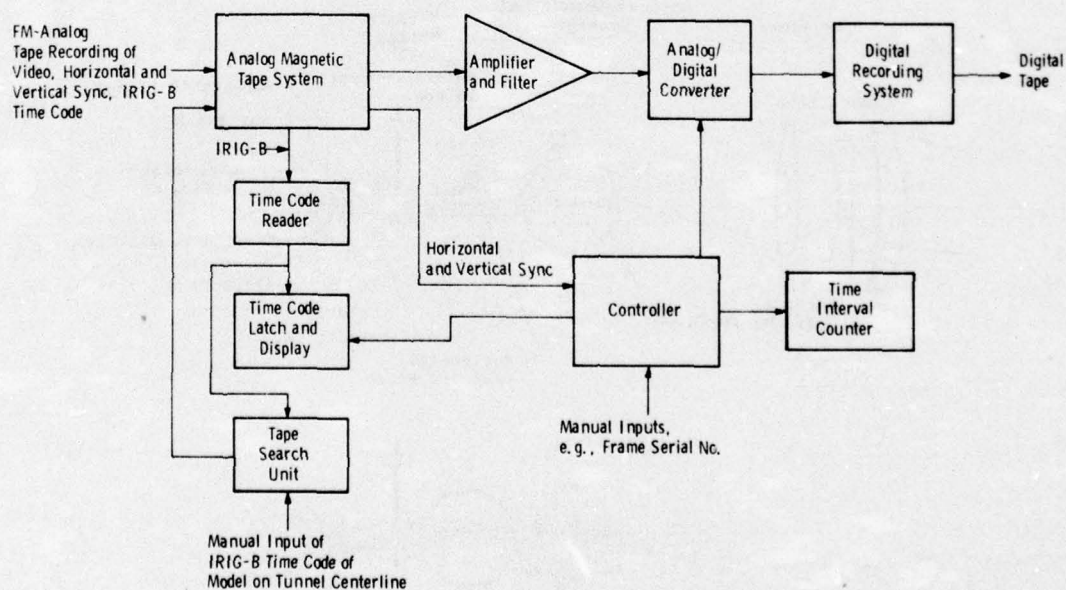 FM-Analog
Tape Recording of
Video, Horizontal and
Vertical Sync, IRIG-B
Time Code
Analog Magnetic
Tape System
Amplifier
and Filter
Analog/
Digital
Converter
Digital
Recording
System
Digital
Tape
IRIG-B
Time Code
Reader
Horizontal
and Vertical Sync
Time Code
Latch and
Display
Controller
Time
Interval
Counter
Tape
Search
Unit
Manual Inputs,
e.g., Frame Serial No.
Manual Input of
IRIG-B Time Code of
Model on Tunnel Centerline